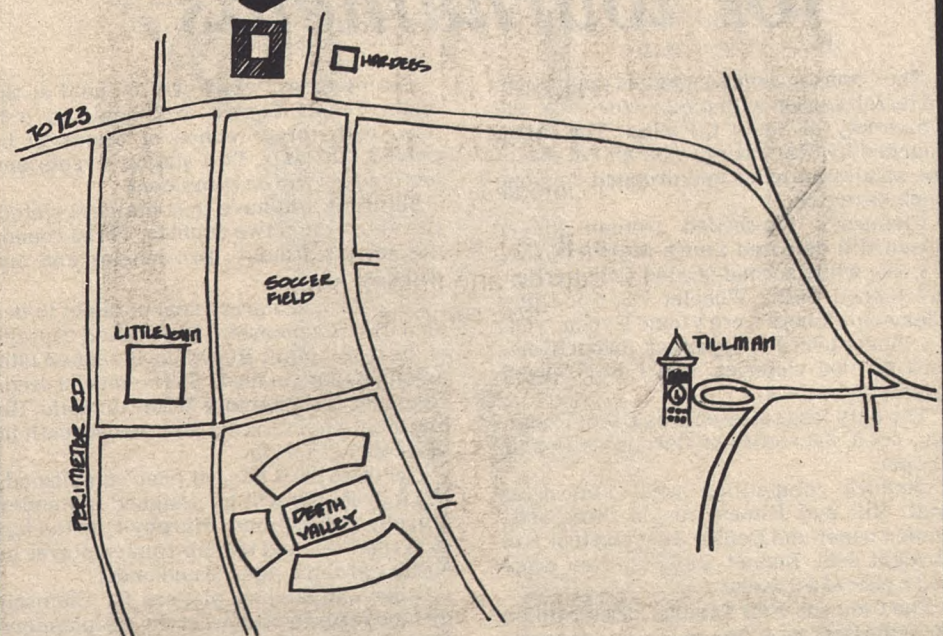 HARDEES
TO 123
SOCCER
FIELD
LITTLEJOHN
TILLMAN
PERIMETER RD
DEATH
VALLEY